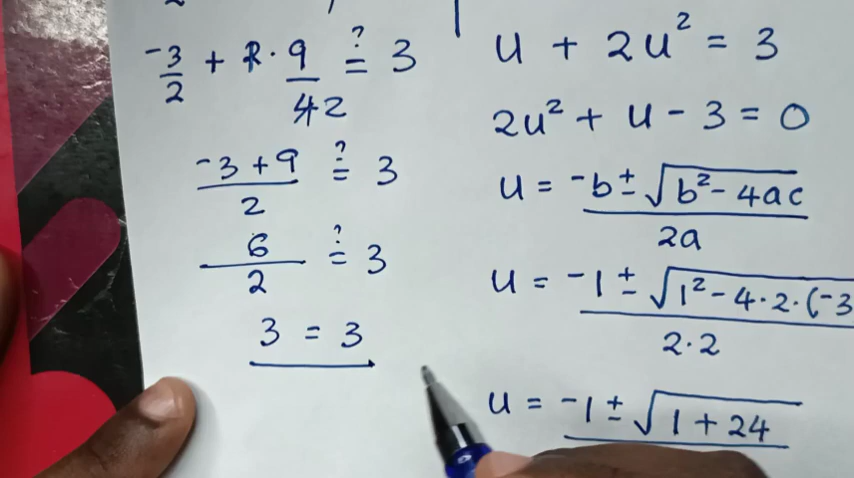 -3/2 + 2 · 9/42 ≟ 3
(-3 + 9)/2 ≟ 3
6/2 ≟ 3
3 = 3
u + 2u² = 3
2u² + u - 3 = 0
u = (-b ± √(b² - 4ac))/2a
u = (-1 ± √(1² - 4·2·(-3
2·2
u = -1 ± √(1 + 24